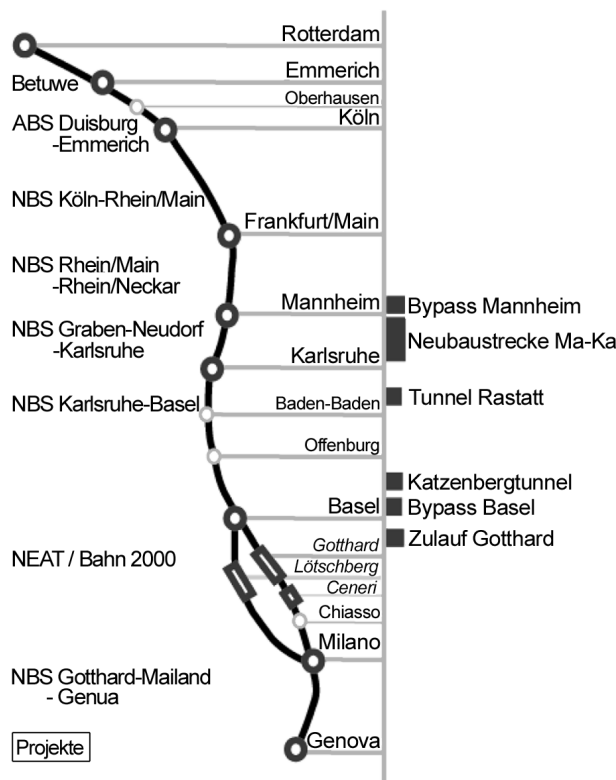 Rotterdam
Emmerich
Betuwe
Oberhausen
Köln
ABS Duisburg
-Emmerich
NBS Köln-Rhein/Main
Frankfurt/Main
NBS Rhein/Main
-Rhein/Neckar
Mannheim
Bypass Mannheim
NBS Graben-Neudorf
-Karlsruhe
Neubaustrecke Ma-Ka
Karlsruhe
NBS Karlsruhe-Basel
Baden-Baden
Tunnel Rastatt
Offenburg
Katzenbergtunnel
Basel
Bypass Basel
Gotthard
Zulauf Gotthard
NEAT / Bahn 2000
Lötschberg
Ceneri
Chiasso
Milano
NBS Gotthard-Mailand
- Genua
Genova
Projekte